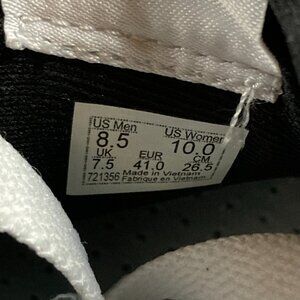 US Men US Women
8.5 10.0
UK EUR CM
7.5 41.0 26.5
Made in Vietnam
721356 Fabrique en Vietnam